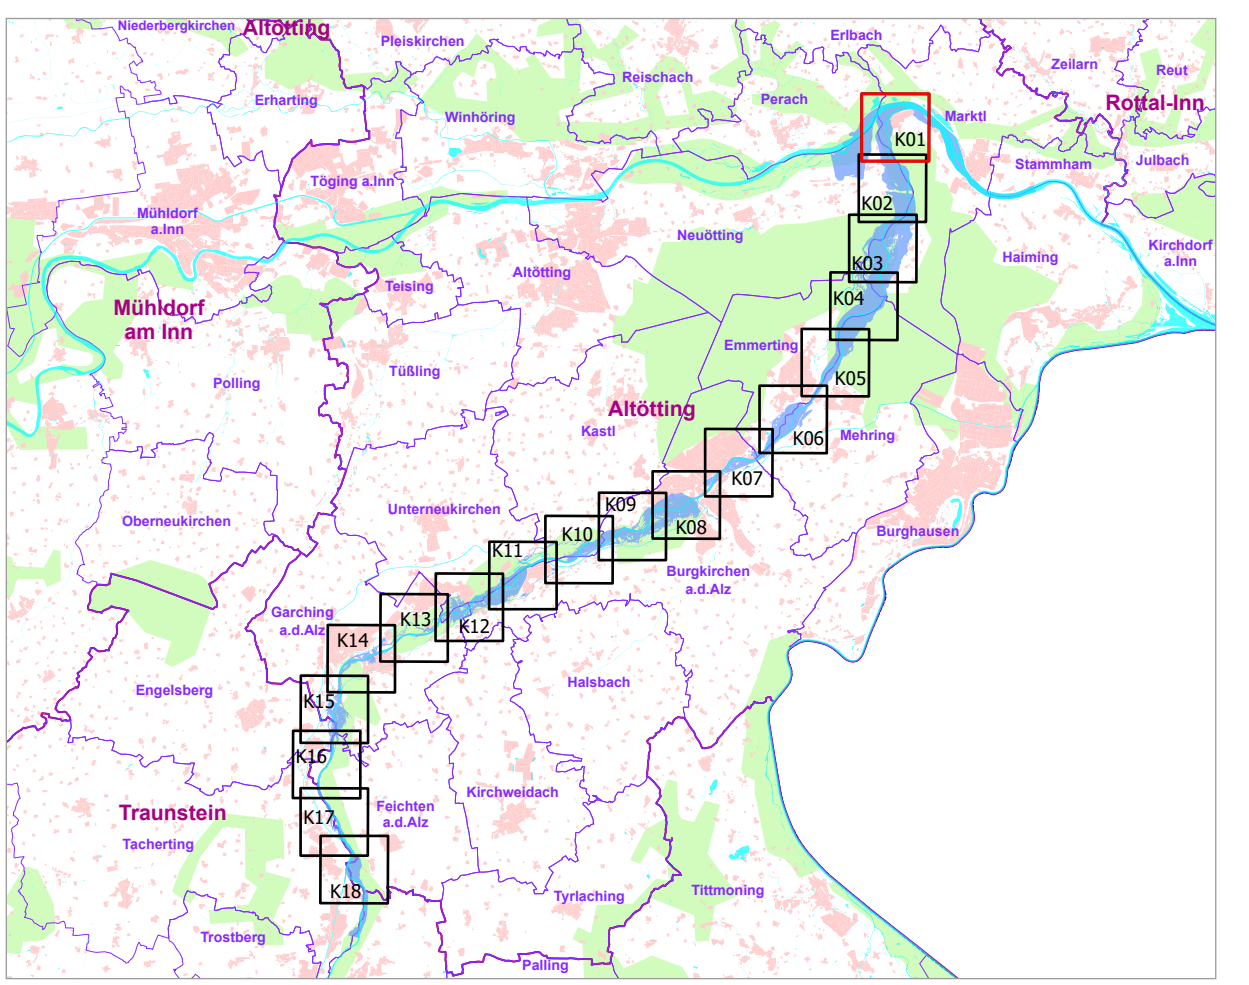 Niederbergkirchen
Altötting
Pleiskirchen
Erlbach
Zeilarn
Reut
Reischach
Erharting
Perach
Rottal-Inn
Winhöring
Marktl
K01
Stammham
Julbach
Töging a.Inn
K02
Mühldorf
a.Inn
Neuötting
Kirchdorf
a.Inn
Haiming
K03
Altötting
Teising
K04
Mühldorf
am Inn
Emmerting
Tüßling
K05
Polling
Altötting
Kastl
K06
Mehring
K07
K09
Unterneukirchen
K08
Oberneukirchen
Burghausen
K10
K11
Burgkirchen
a.d.Alz
Garching
a.d.Alz
K13
K12
K14
Halsbach
Engelsberg
K15
K16
Kirchweidach
Traunstein
Feichten
a.d.Alz
K17
Tacherting
K18
Tittmoning
Tyrlaching
Trostberg
Palling